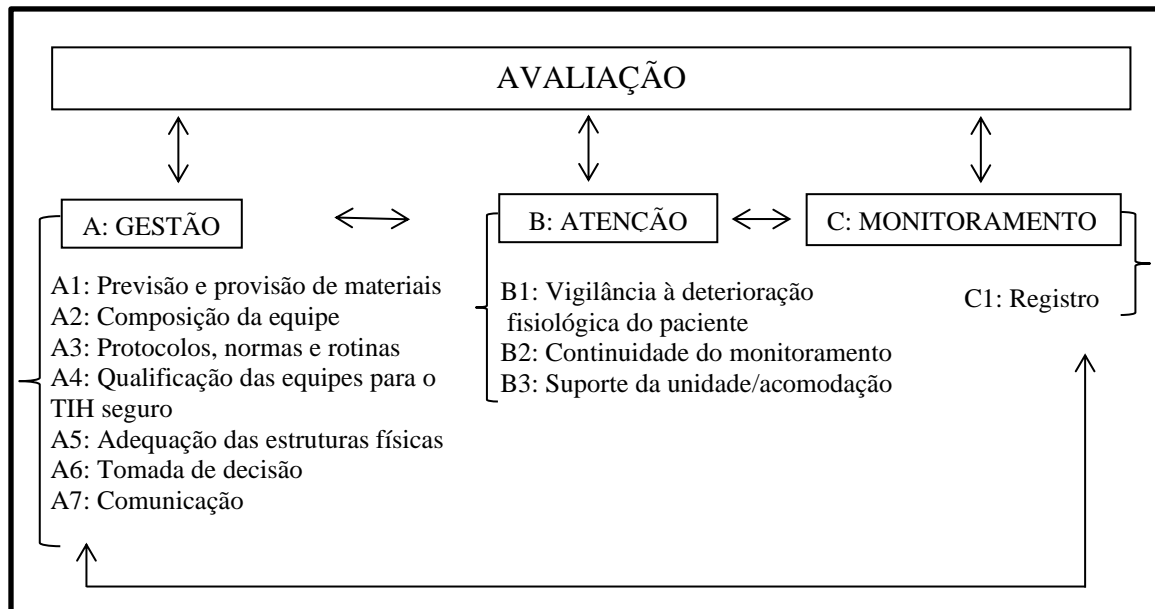 AVALIAÇÃO
A: GESTÃO
A1: Previsão e provisão de materiais
A2: Composição da equipe
A3: Protocolos, normas e rotinas
A4: Qualificação das equipes para o
TIH seguro
A5: Adequação das estruturas físicas
A6: Tomada de decisão
A7: Comunicação
B: ATENÇÃO
B1: Vigilância à deterioração
fisiológica do paciente
B2: Continuidade do monitoramento
B3: Suporte da unidade/acomodação
C: MONITORAMENTO
C1: Registro